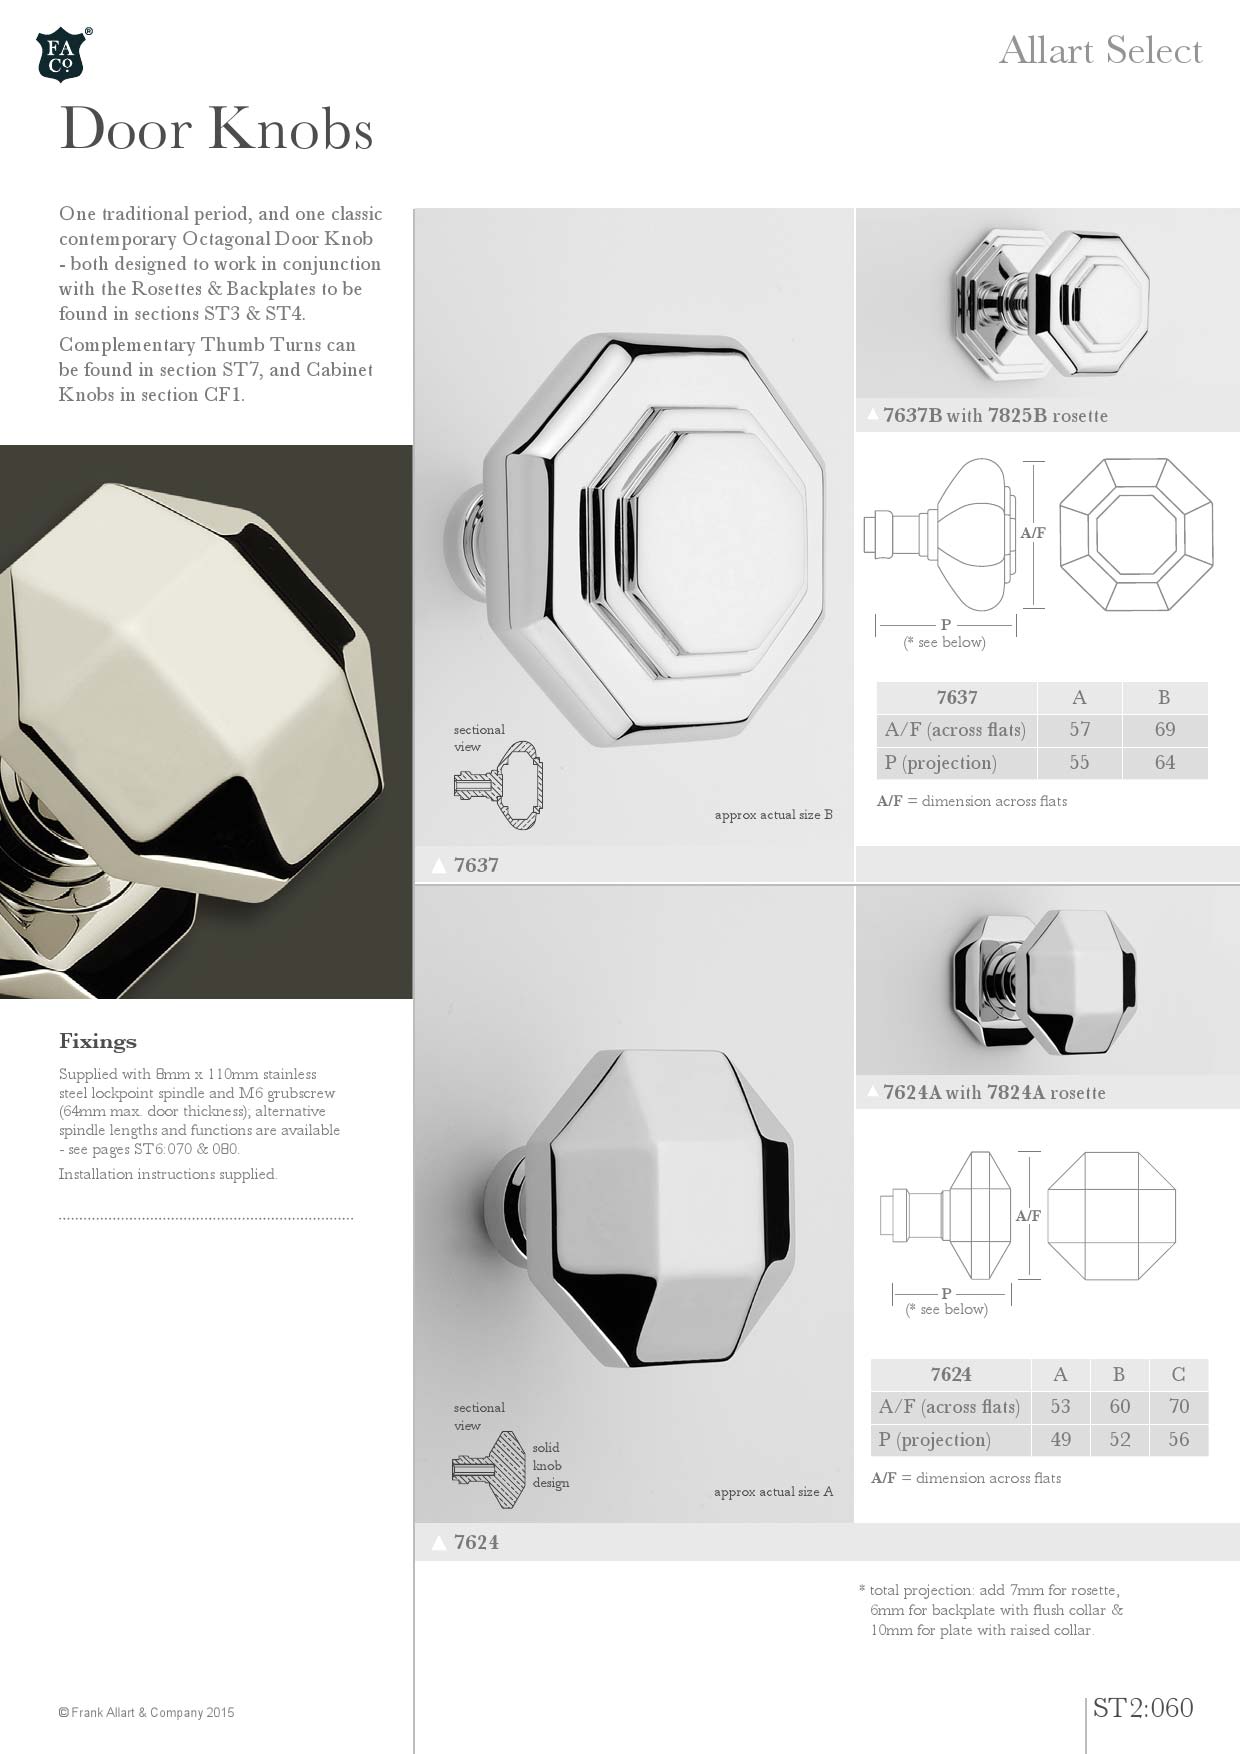 FA
Co.
®
Allart Select
Door Knobs
One traditional period, and one classic
contemporary Octagonal Door Knob
- both designed to work in conjunction
with the Rosettes & Backplates to be
found in sections ST3 & ST4.
Complementary Thumb Turns can
be found in section ST7, and Cabinet
Knobs in section CF1.
Fixings
Supplied with 8mm x 110mm stainless
steel lockpoint spindle and M6 grubscrew
(64mm max. door thickness); alternative
spindle lengths and functions are available
- see pages ST6:070 & 080.
Installation instructions supplied.
sectional
view
approx actual size B
7637
7637B with 7825B rosette
A/F
P
(* see below)
7637 A B
A/F (across flats) 57 69
P (projection) 55 64
A/F = dimension across flats
sectional
view
solid
knob
design
approx actual size A
7624
7624A with 7824A rosette
A/F
P
(* see below)
7624 A B C
A/F (across flats) 53 60 70
P (projection) 49 52 56
A/F = dimension across flats
* total projection: add 7mm for rosette,
6mm for backplate with flush collar &
10mm for plate with raised collar.
© Frank Allart & Company 2015
ST2:060